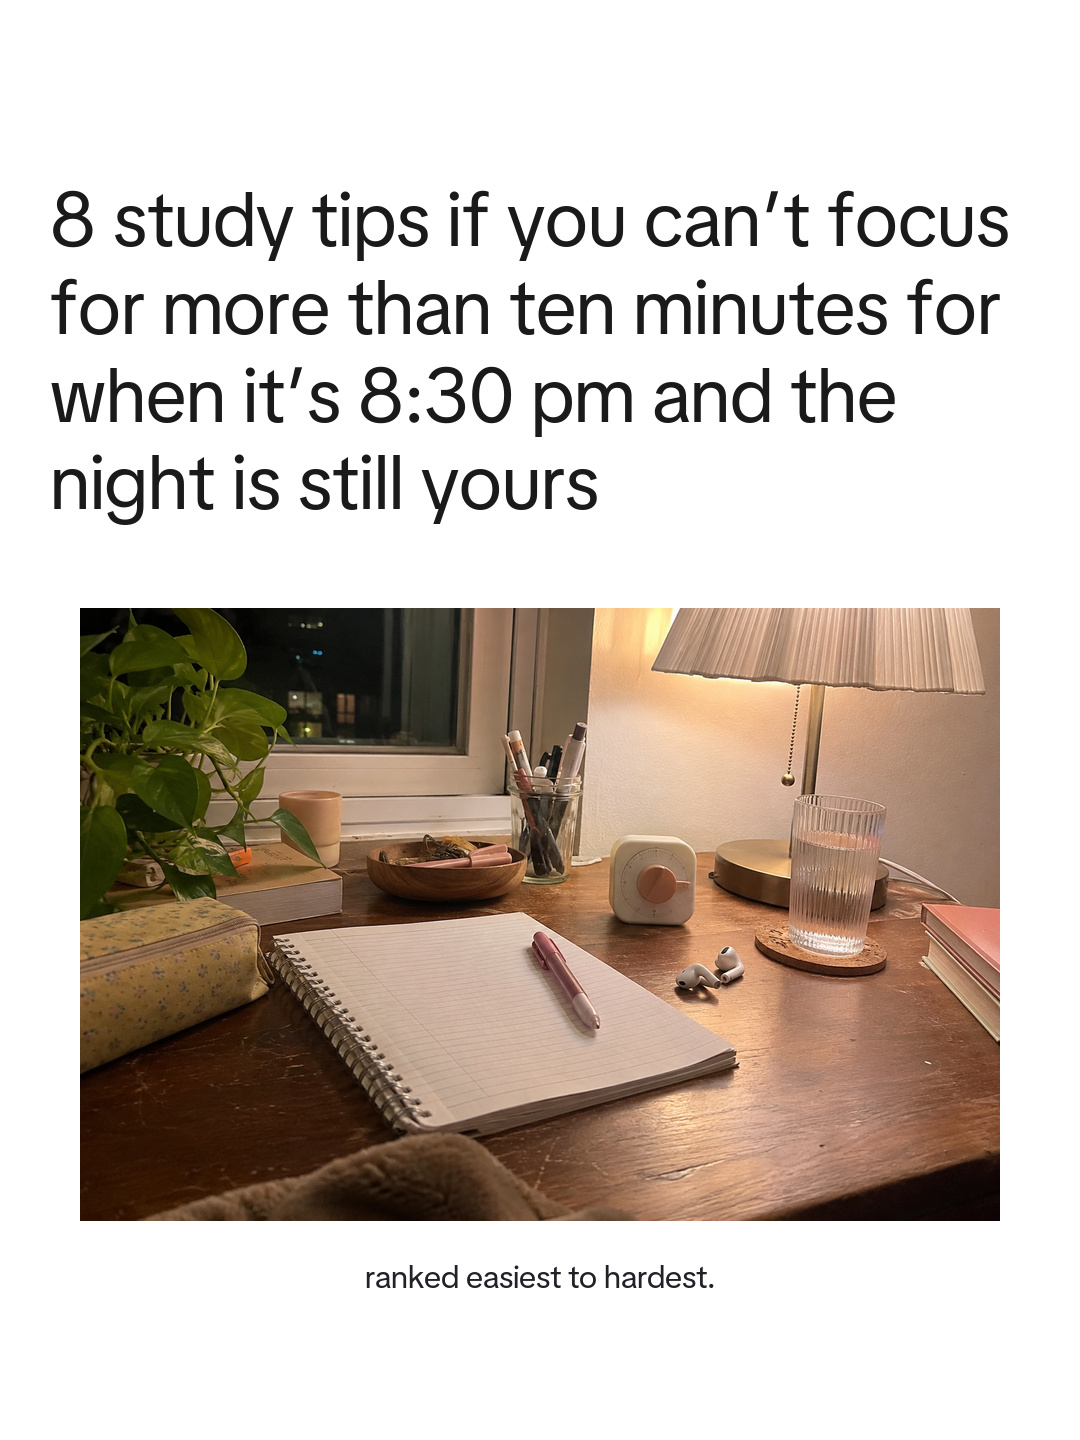 8 study tips if you can’t focus
for more than ten minutes for
when it’s 8:30 pm and the
night is still yours
ranked easiest to hardest.